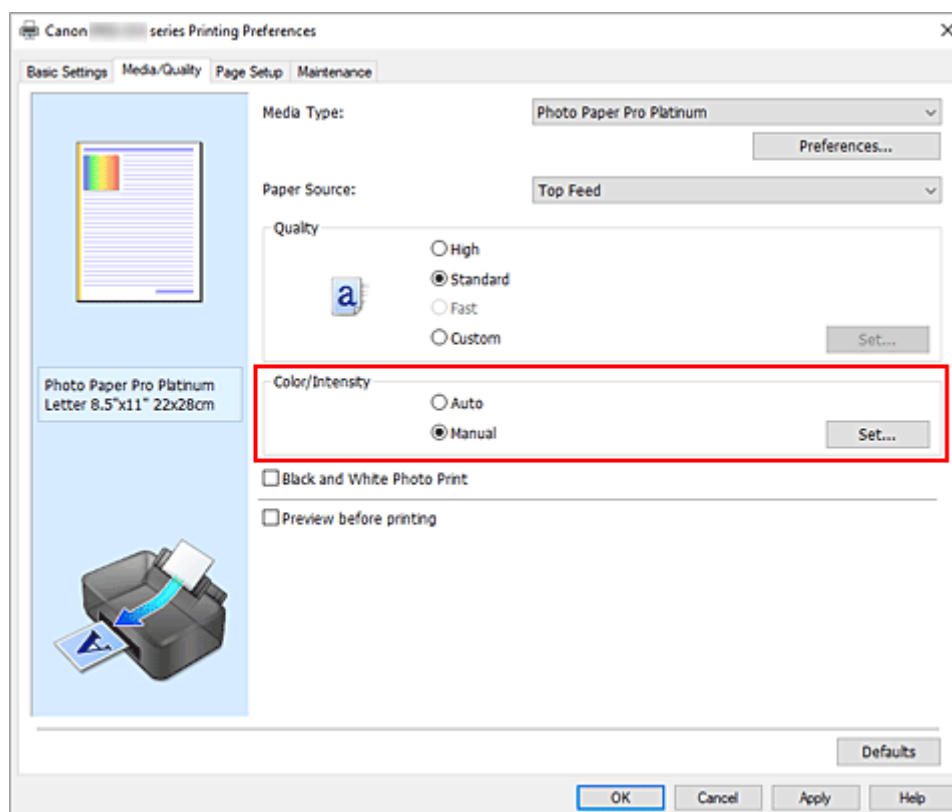 Canon series Printing Preferences
Basic Settings Media/Quality Page Setup Maintenance
Media Type: Photo Paper Pro Platinum
Preferences...
Paper Source: Top Feed
Quality
High
a Standard
Fast
Custom Set...
Photo Paper Pro Platinum
Letter 8.5"x11" 22x28cm
Color/Intensity
Auto
Manual Set...
Black and White Photo Print
Preview before printing
A
Defaults
OK Cancel Apply Help